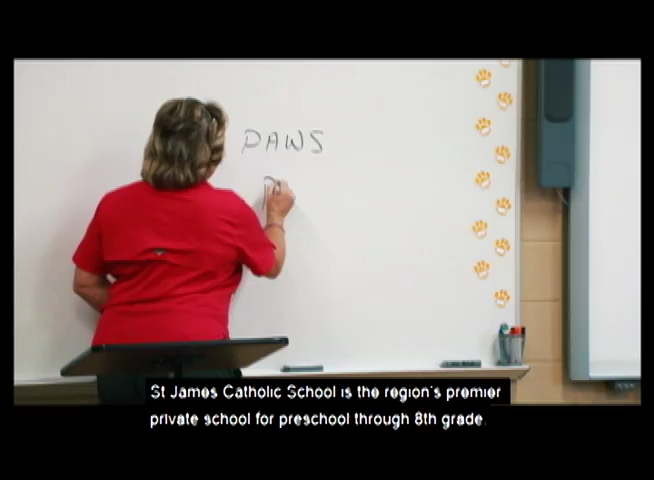 PAWS
P
St James Catholic School is the region's premier
private school for preschool through 8th grade.